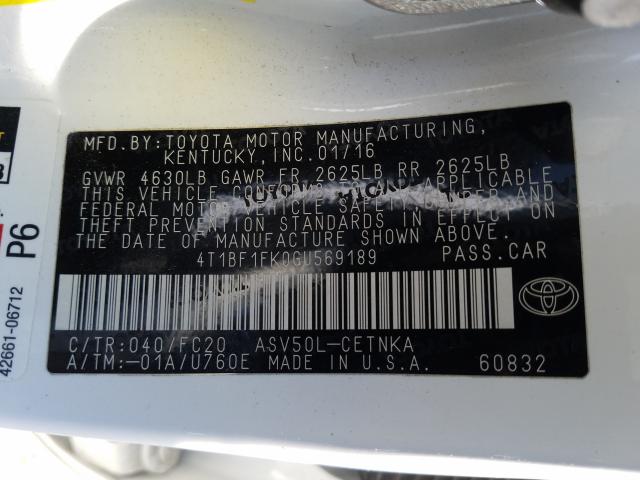 MFD.BY:TOYOTA MOTOR MANUFACTURING,
KENTUCKY, INC.01/16
GVWR 4630LB GAWR FR 2625LB RR 2625LB
THIS VEHICLE CONFORMS TO ALL APPLICABLE
FEDERAL MOTOR VEHICLE SAFETY, BUMPER AND
THEFT PREVENTION STANDARDS IN EFFECT ON
THE DATE OF MANUFACTURE SHOWN ABOVE.
4T1BF1FK0GU569189 PASS.CAR
C/TR:040/FC20 ASV50L-CETNKA
A/TM:-01A/U760E MADE IN U.S.A. 60832
42661-06712 P6